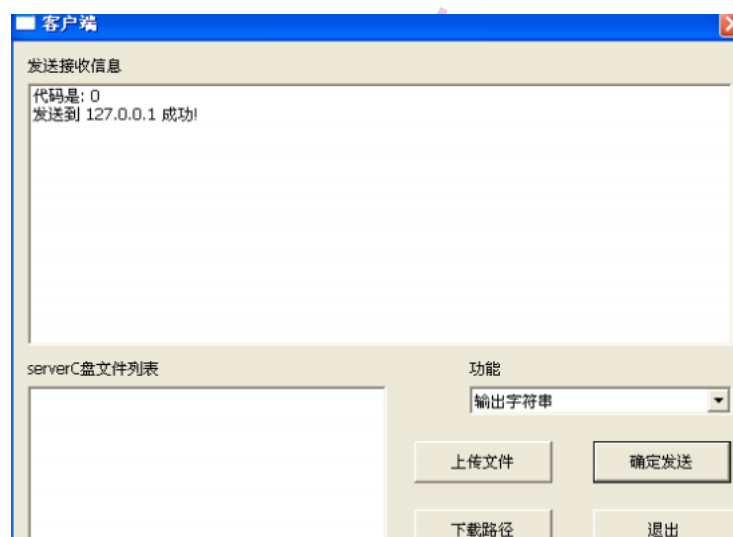 客户端
发送接收信息
代码是: 0
发送到 127.0.0.1 成功!
serverC盘文件列表
功能
输出字符串
上传文件
确定发送
下载路径
退出